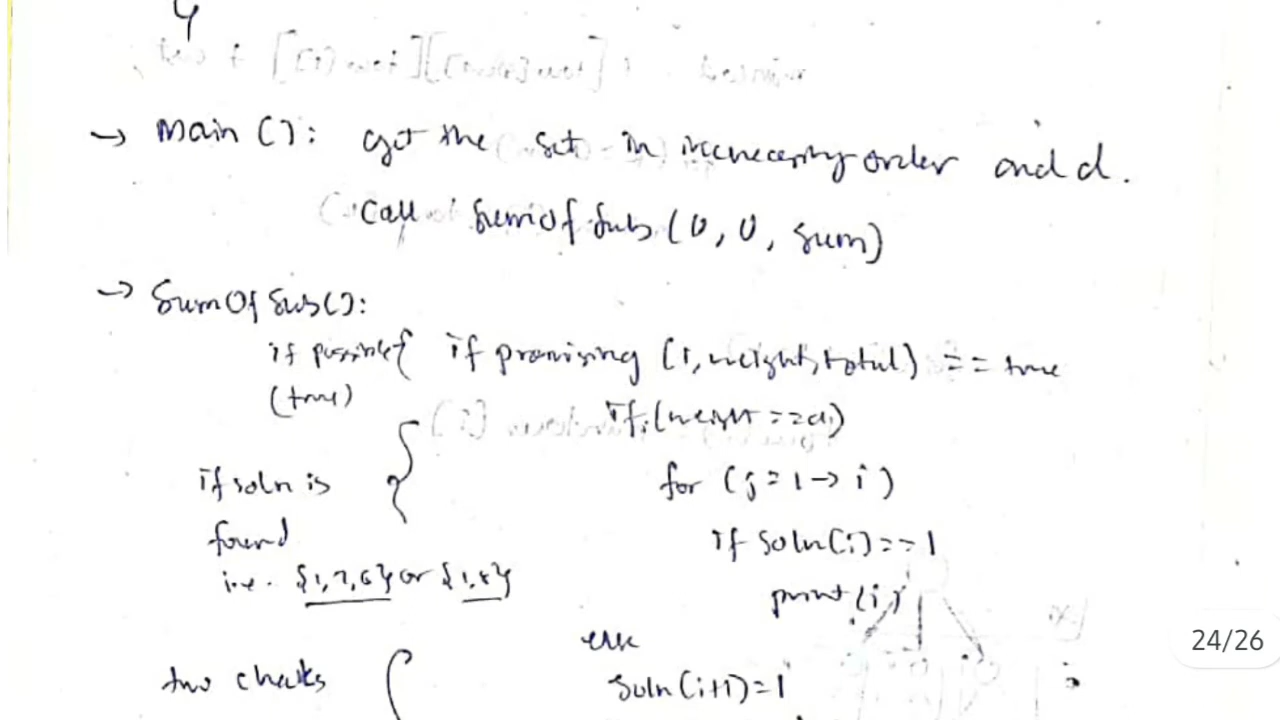 y
→ Main(): get the set in increasing order and d.
call: SumOfSubs(0, 0, sum)
→ SumOfSubs():
if possible (true) { if promising (i, weight, total) == true
if (weight == d)
if soln is found { for (j = 1 → i)
if soln(i) == 1
i.e. {1,2,6} or {1,8}
print(i)
else
two checks ( soln(i+1) = 1
24/26